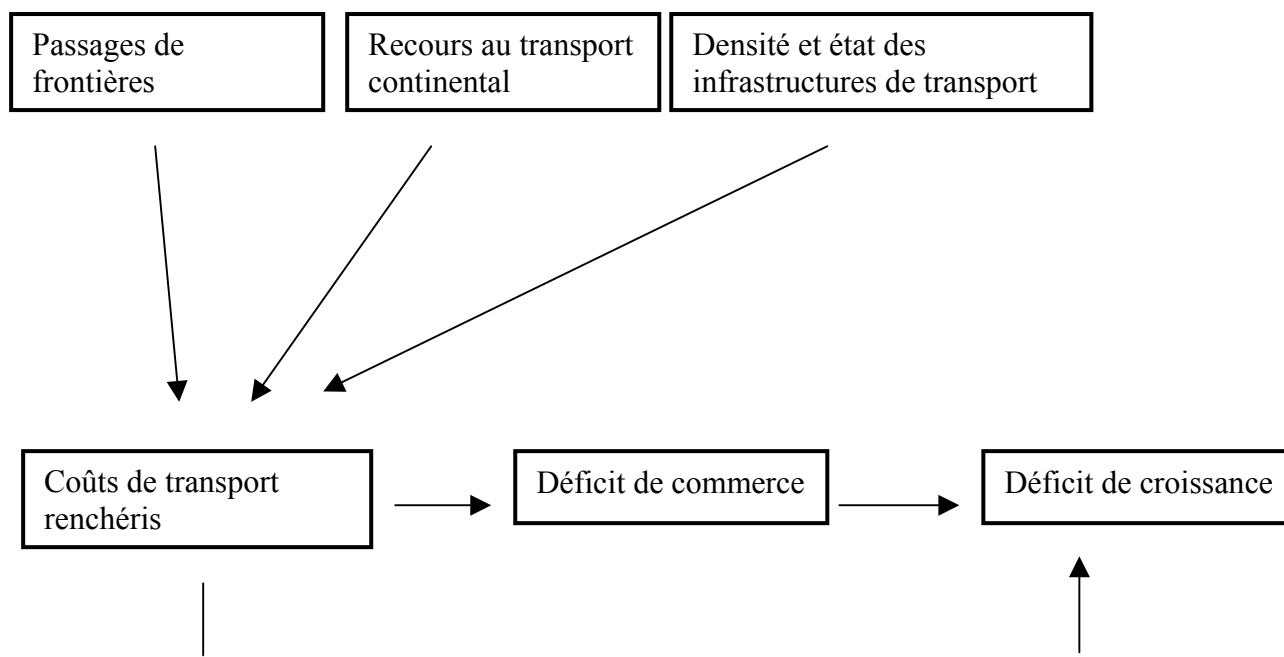 Passages de
frontières
Recours au transport
continental
Densité et état des
infrastructures de transport
Coûts de transport
renchéris
Déficit de commerce
Déficit de croissance